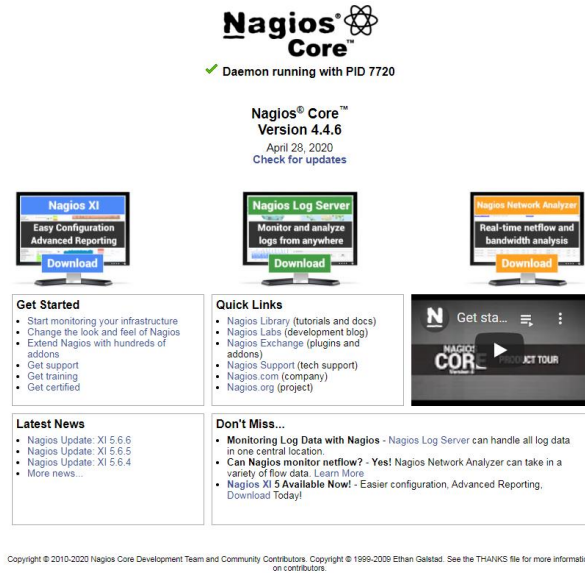 Nagios®
Core™
Daemon running with PID 7720
Nagios® Core™
Version 4.4.6
April 28, 2020
Check for updates
Nagios XI
Easy Configuration
Advanced Reporting
Download
Nagios Log Server
Monitor and analyze
logs from anywhere
Download
Nagios Network Analyzer
Real-time netflow and
bandwidth analysis
Download
Get Started
Start monitoring your infrastructure
Change the look and feel of Nagios
Extend Nagios with hundreds of
addons
Get support
Get training
Get certified
Quick Links
Nagios Library (tutorials and docs)
Nagios Labs (development blog)
Nagios Exchange (plugins and
addons)
Nagios Support (tech support)
Nagios.com (company)
Nagios.org (project)
N
Get sta...
NAGIOS
CORE
PRODUCT TOUR
Latest News
Nagios Update: XI 5.6.6
Nagios Update: XI 5.6.5
Nagios Update: XI 5.6.4
More news...
Don't Miss...
Monitoring Log Data with Nagios - Nagios Log Server can handle all log data
in one central location.
Can Nagios monitor netflow? - Yes! Nagios Network Analyzer can take in a
variety of flow data. Learn More
Nagios XI 5 Available Now! - Easier configuration, Advanced Reporting,
Download Today!
Copyright © 2010-2020 Nagios Core Development Team and Community Contributors. Copyright © 1999-2009 Ethan Galstad. See the THANKS file for more informatio
on contributors.